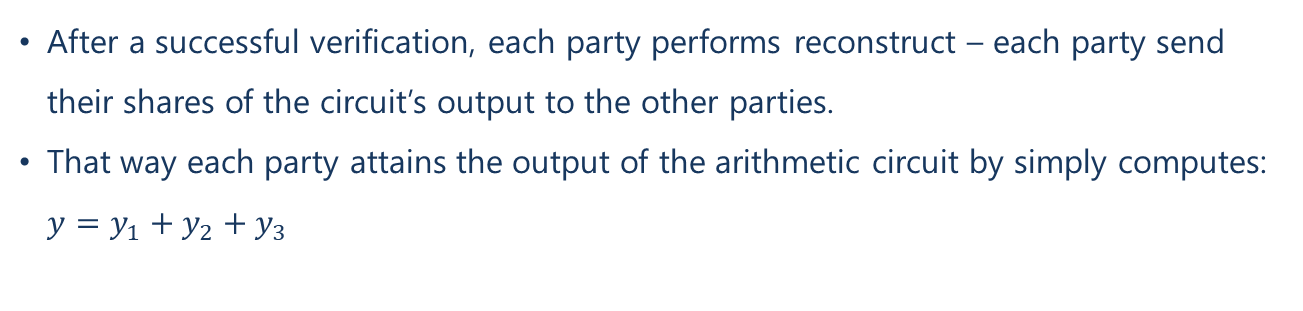 • After a successful verification, each party performs reconstruct – each party send
their shares of the circuit’s output to the other parties.
• That way each party attains the output of the arithmetic circuit by simply computes:
𝑦 = 𝑦₁ + 𝑦₂ + 𝑦₃